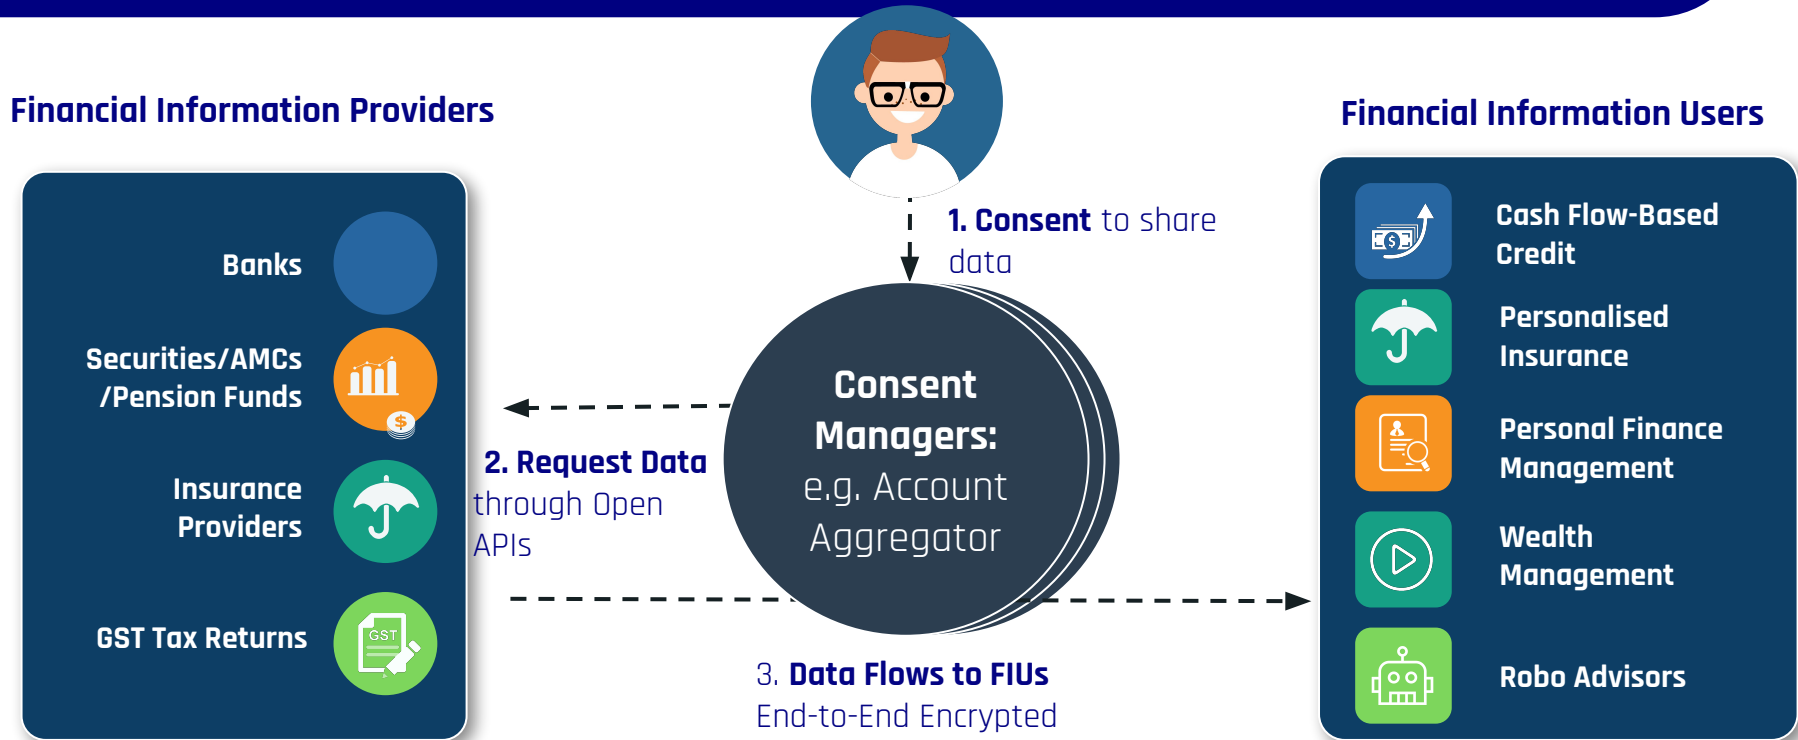 Financial Information Providers
Banks
Securities/AMCs
/Pension Funds
Insurance
Providers
GST Tax Returns
GST
1. Consent to share
data
2. Request Data
through Open
APIs
Consent
Managers:
e.g. Account
Aggregator
3. Data Flows to FIUs
End-to-End Encrypted
Financial Information Users
Cash Flow-Based
Credit
Personalised
Insurance
Personal Finance
Management
Wealth
Management
Robo Advisors